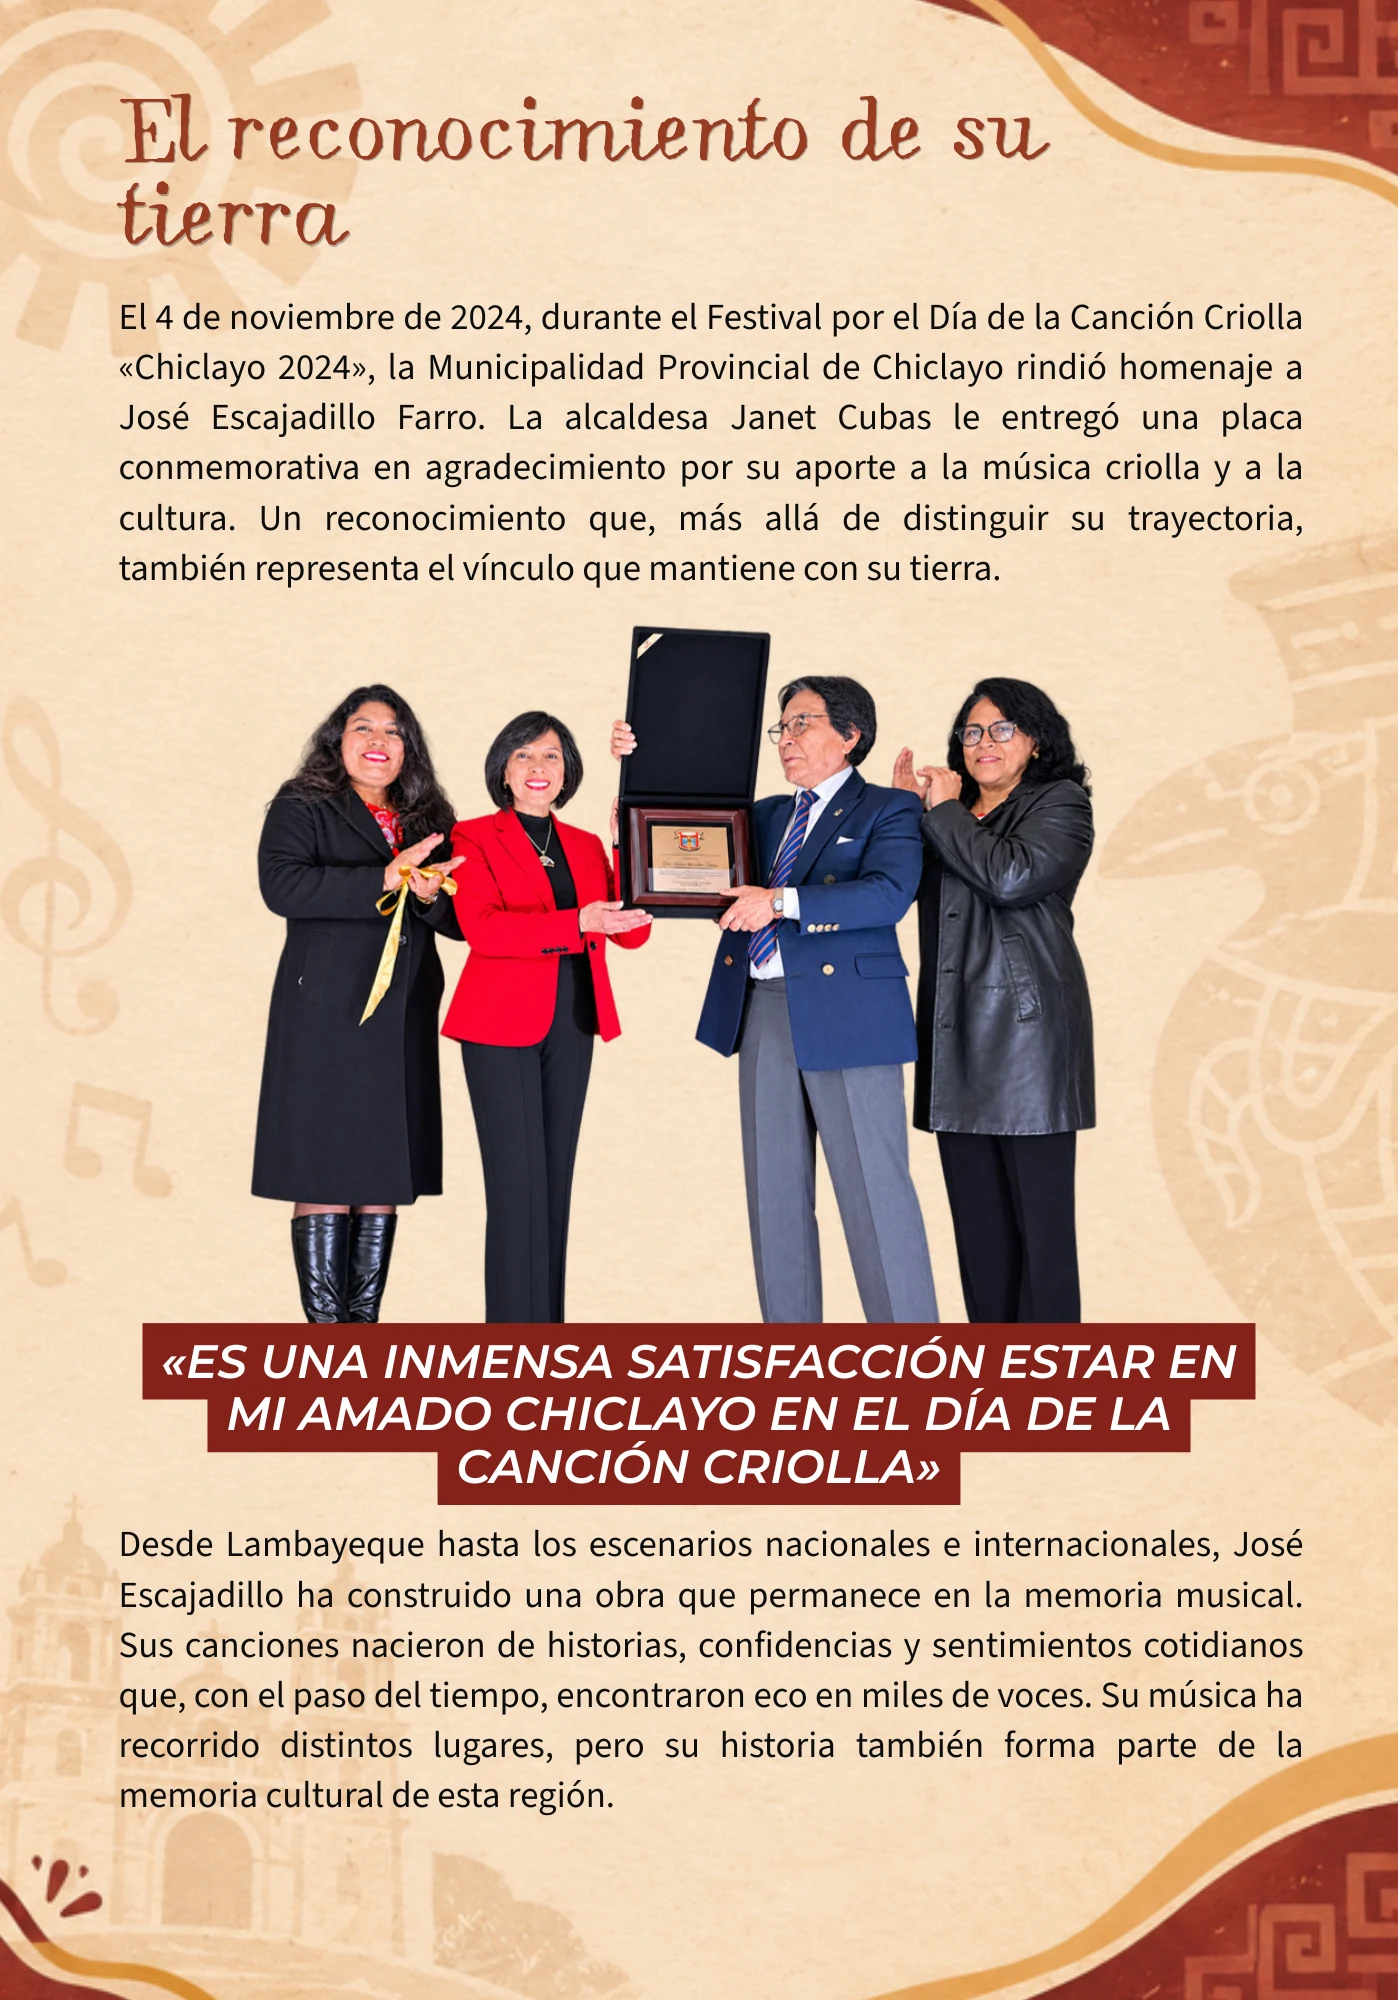 El reconocimiento de su
tierra
El 4 de noviembre de 2024, durante el Festival por el Día de la Canción Criolla
«Chiclayo 2024», la Municipalidad Provincial de Chiclayo rindió homenaje a
José Escajadillo Farro. La alcaldesa Janet Cubas le entregó una placa
conmemorativa en agradecimiento por su aporte a la música criolla y a la
cultura. Un reconocimiento que, más allá de distinguir su trayectoria,
también representa el vínculo que mantiene con su tierra.
«ES UNA INMENSA SATISFACCIÓN ESTAR EN
MI AMADO CHICLAYO EN EL DÍA DE LA
CANCIÓN CRIOLLA»
Desde Lambayeque hasta los escenarios nacionales e internacionales, José
Escajadillo ha construido una obra que permanece en la memoria musical.
Sus canciones nacieron de historias, confidencias y sentimientos cotidianos
que, con el paso del tiempo, encontraron eco en miles de voces. Su música ha
recorrido distintos lugares, pero su historia también forma parte de la
memoria cultural de esta región.